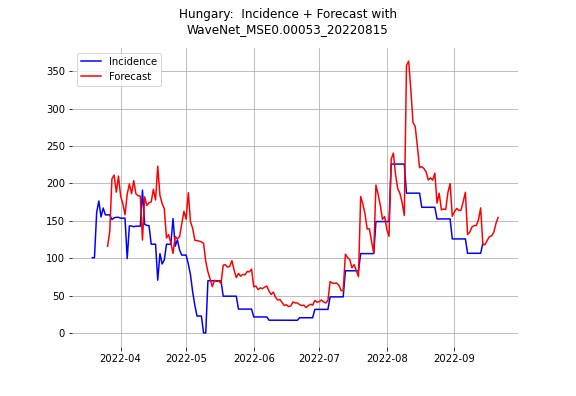 Hungary: Incidence + Forecast with
WaveNet_MSE0.00053_20220815
Incidence
Forecast
350
300
250
200
150
100
50
0
2022-04 2022-05 2022-06 2022-07 2022-08 2022-09